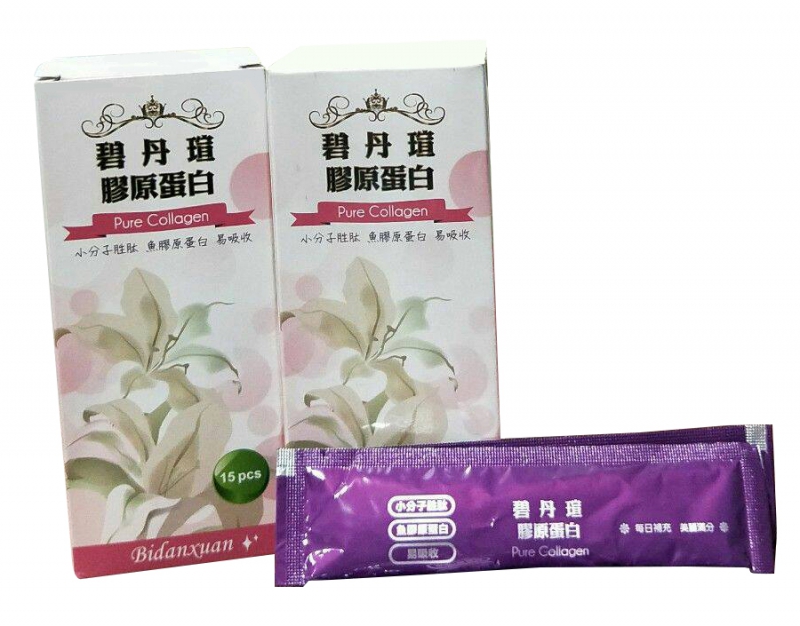 碧丹瑄
膠原蛋白
Pure Collagen
小分子胜肽 魚膠原蛋白 易吸收
15 pcs
Bidanxuan
碧丹瑄
膠原蛋白
Pure Collagen
小分子胜肽 魚膠原蛋白 易吸收
小分子胜肽
魚膠原蛋白
易吸收
碧丹瑄
膠原蛋白
Pure Collagen
每日補充 美麗滿分